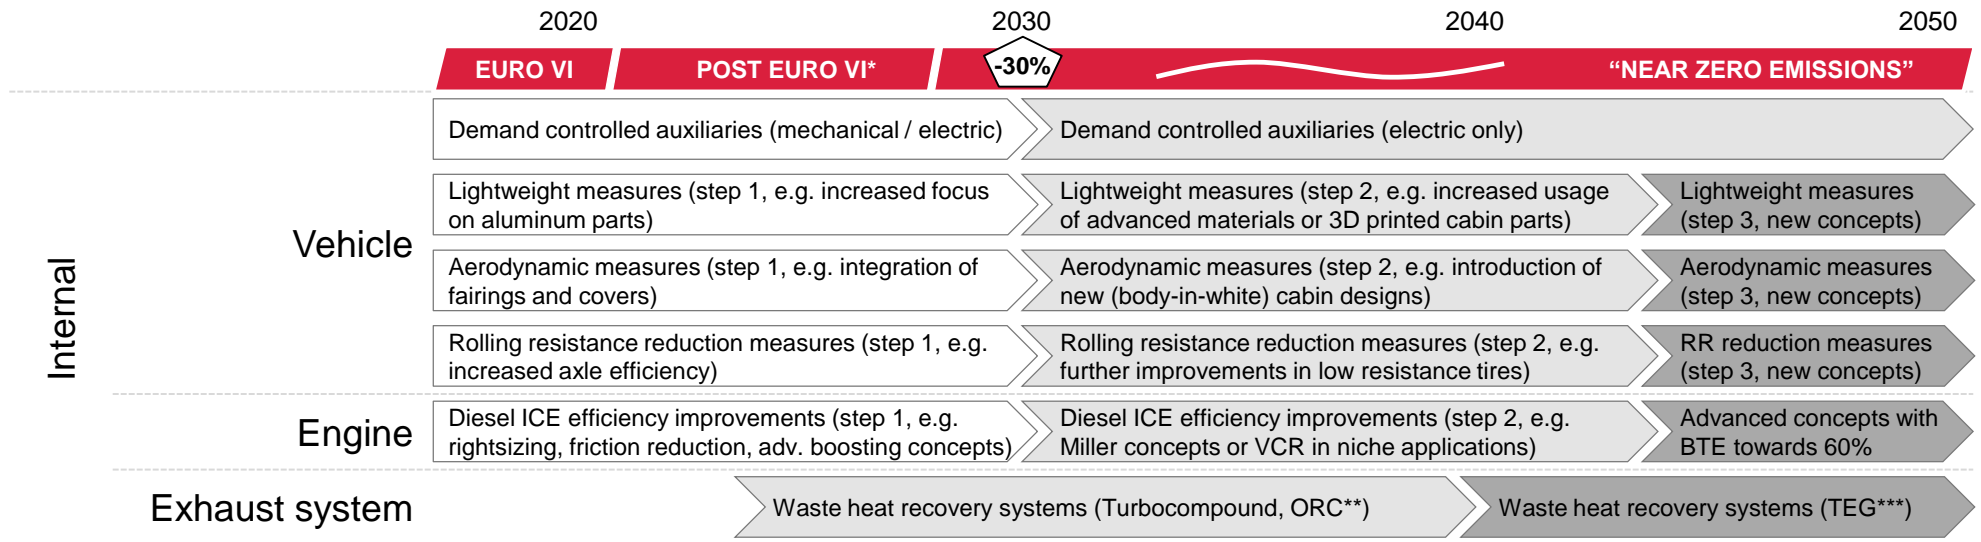 2020
2030
2040
2050
EURO VI
POST EURO VI*
-30%
“NEAR ZERO EMISSIONS”
Internal
Vehicle
Demand controlled auxiliaries (mechanical / electric)
Demand controlled auxiliaries (electric only)
Lightweight measures (step 1, e.g. increased focus
on aluminum parts)
Lightweight measures (step 2, e.g. increased usage
of advanced materials or 3D printed cabin parts)
Lightweight measures
(step 3, new concepts)
Aerodynamic measures (step 1, e.g. integration of
fairings and covers)
Aerodynamic measures (step 2, e.g. introduction of
new (body-in-white) cabin designs)
Aerodynamic measures
(step 3, new concepts)
Rolling resistance reduction measures (step 1, e.g.
increased axle efficiency)
Rolling resistance reduction measures (step 2, e.g.
further improvements in low resistance tires)
RR reduction measures
(step 3, new concepts)
Engine
Diesel ICE efficiency improvements (step 1, e.g.
rightsizing, friction reduction, adv. boosting concepts)
Diesel ICE efficiency improvements (step 2, e.g.
Miller concepts or VCR in niche applications)
Advanced concepts with
BTE towards 60%
Exhaust system
Waste heat recovery systems (Turbocompound, ORC**)
Waste heat recovery systems (TEG***)